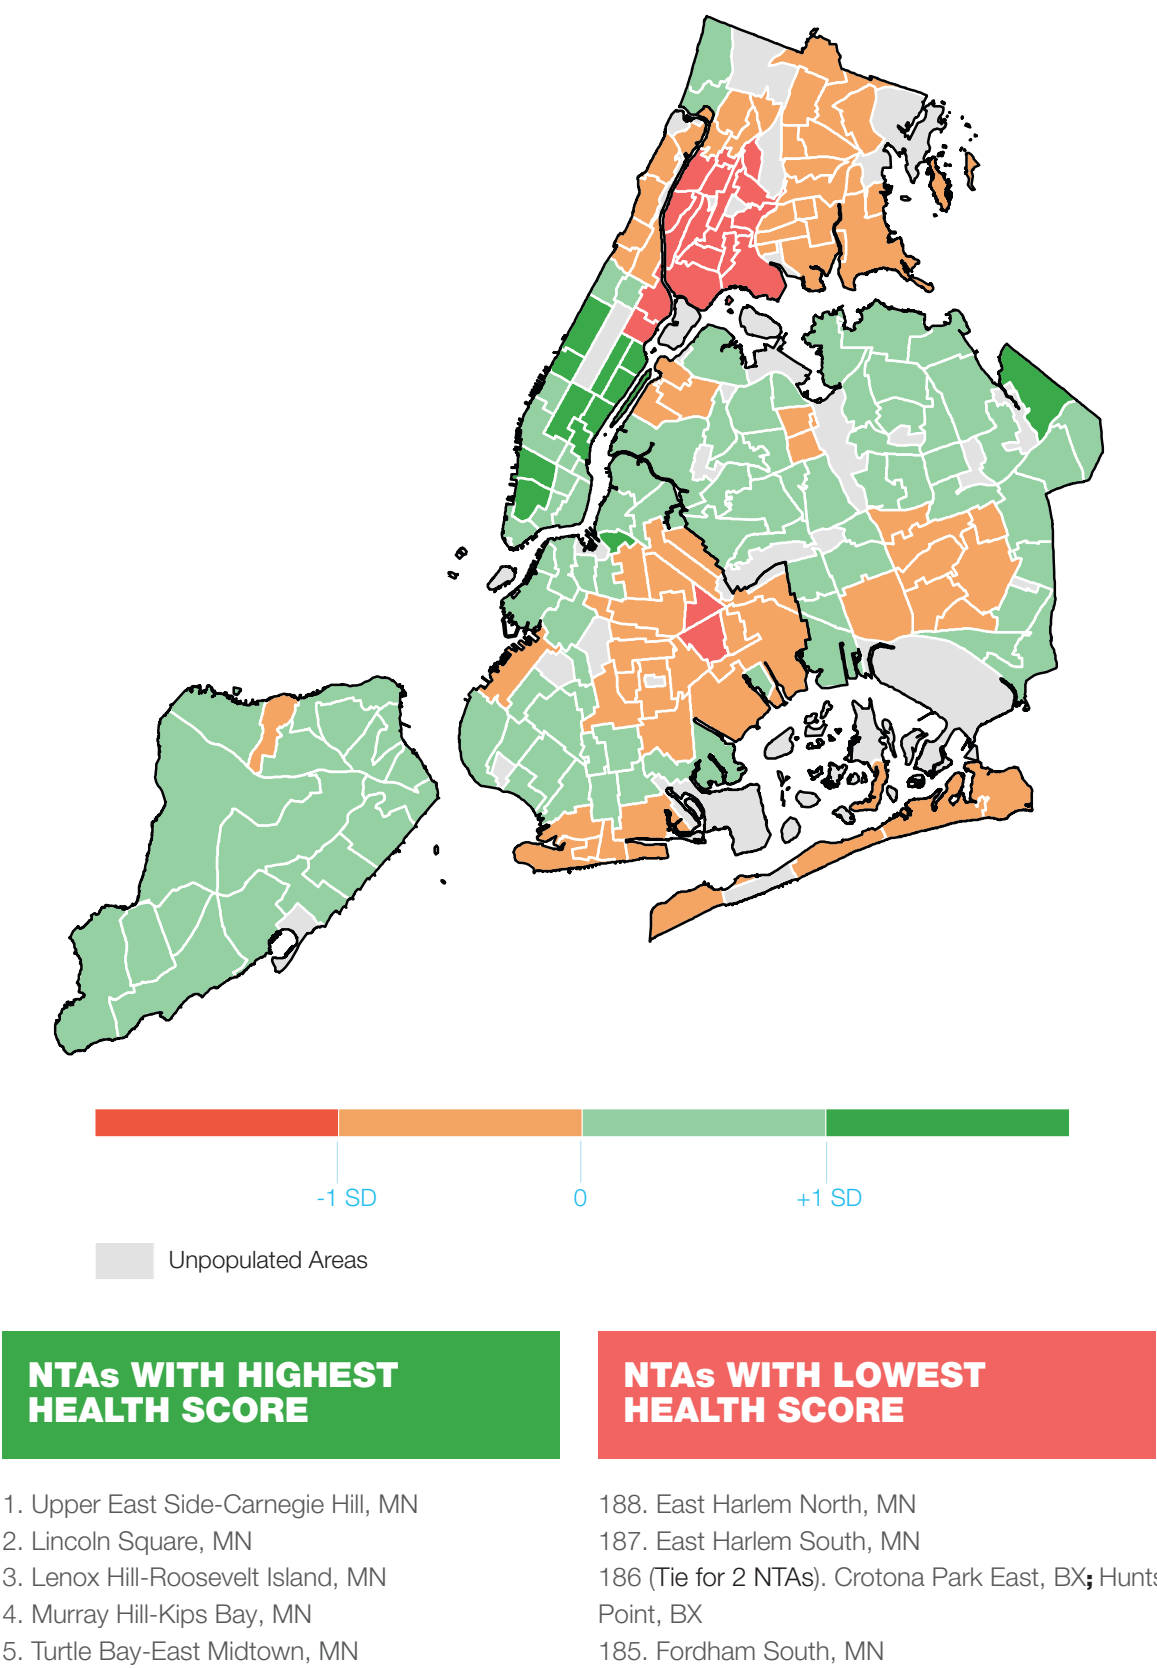 -1 SD
0
+1 SD
Unpopulated Areas
NTAs WITH HIGHEST
HEALTH SCORE
1. Upper East Side-Carnegie Hill, MN
2. Lincoln Square, MN
3. Lenox Hill-Roosevelt Island, MN
4. Murray Hill-Kips Bay, MN
5. Turtle Bay-East Midtown, MN
NTAs WITH LOWEST
HEALTH SCORE
188. East Harlem North, MN
187. East Harlem South, MN
186 (Tie for 2 NTAs). Crotona Park East, BX; Hunts
Point, BX
185. Fordham South, MN